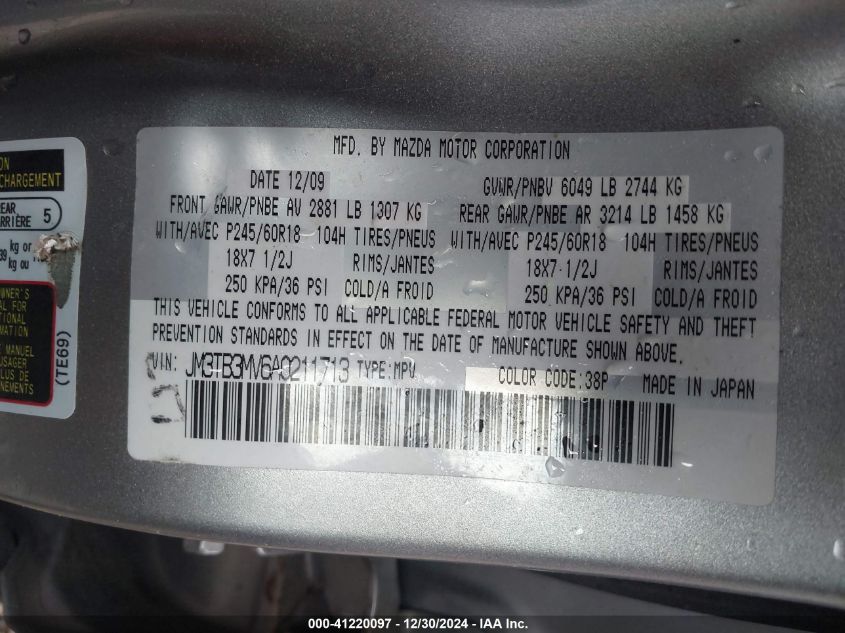 MFD. BY MAZDA MOTOR CORPORATION
DATE 12/09 GVWR/PNBV 6049 LB 2744 KG
FRONT GAWR/PNBE AV 2881 LB 1307 KG REAR GAWR/PNBE AR 3214 LB 1458 KG
WITH/AVEC P245/60R18 104H TIRES/PNEUS WITH/AVEC P245/60R18 104H TIRES/PNEUS
18X7 1/2J RIMS/JANTES 18X7 1/2J RIMS/JANTES
250 KPA/36 PSI COLD/A FROID 250 KPA/36 PSI COLD/A FROID
THIS VEHICLE CONFORMS TO ALL APPLICABLE FEDERAL MOTOR VEHICLE SAFETY AND THEFT
PREVENTION STANDARDS IN EFFECT ON THE DATE OF MANUFACTURE SHOWN ABOVE.
VIN: JM3TB3MV6A0211713 TYPE:MPV COLOR CODE:38P MADE IN JAPAN
CHARGEMENT
5
kg or
kg ou
MANUEL
(TE69)
000-41220097 - 12/30/2024 - IAA Inc.